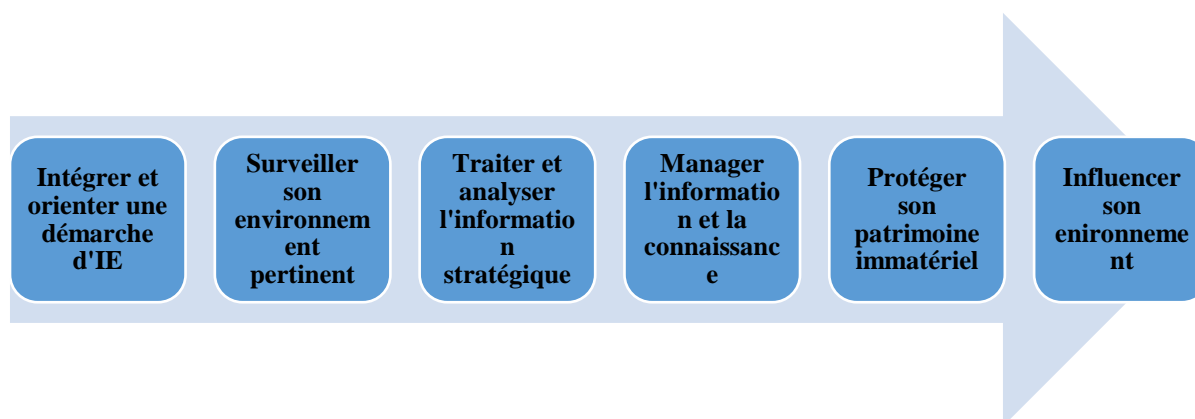 Intégrer et
orienter une
démarche
d'IE
Surveiller
son
environnem
ent
pertinent
Traiter et
analyser
l'informatio
n
stratégique
Manager
l'informatio
n et la
connaissanc
e
Protéger
son
patrimoine
immatériel
Influencer
son
enironneme
nt